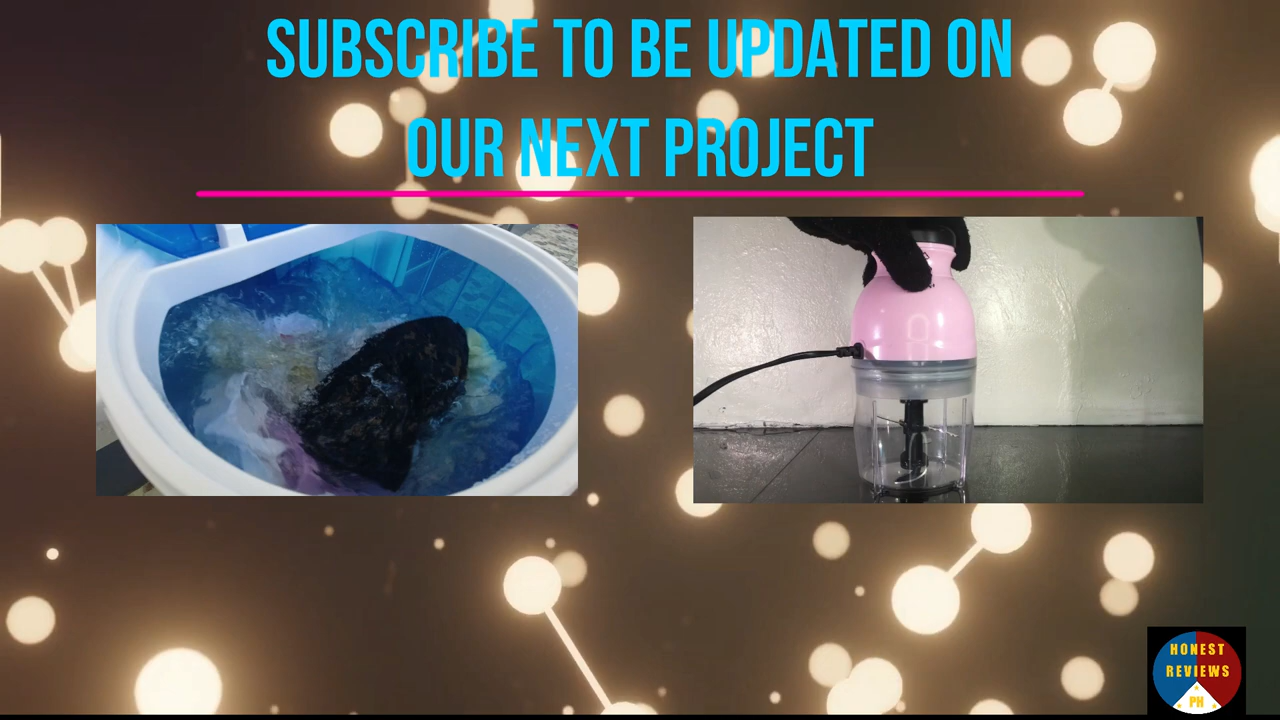 SUBSCRIBE TO BE UPDATED ON
OUR NEXT PROJECT
HONEST
REVIEWS
PH